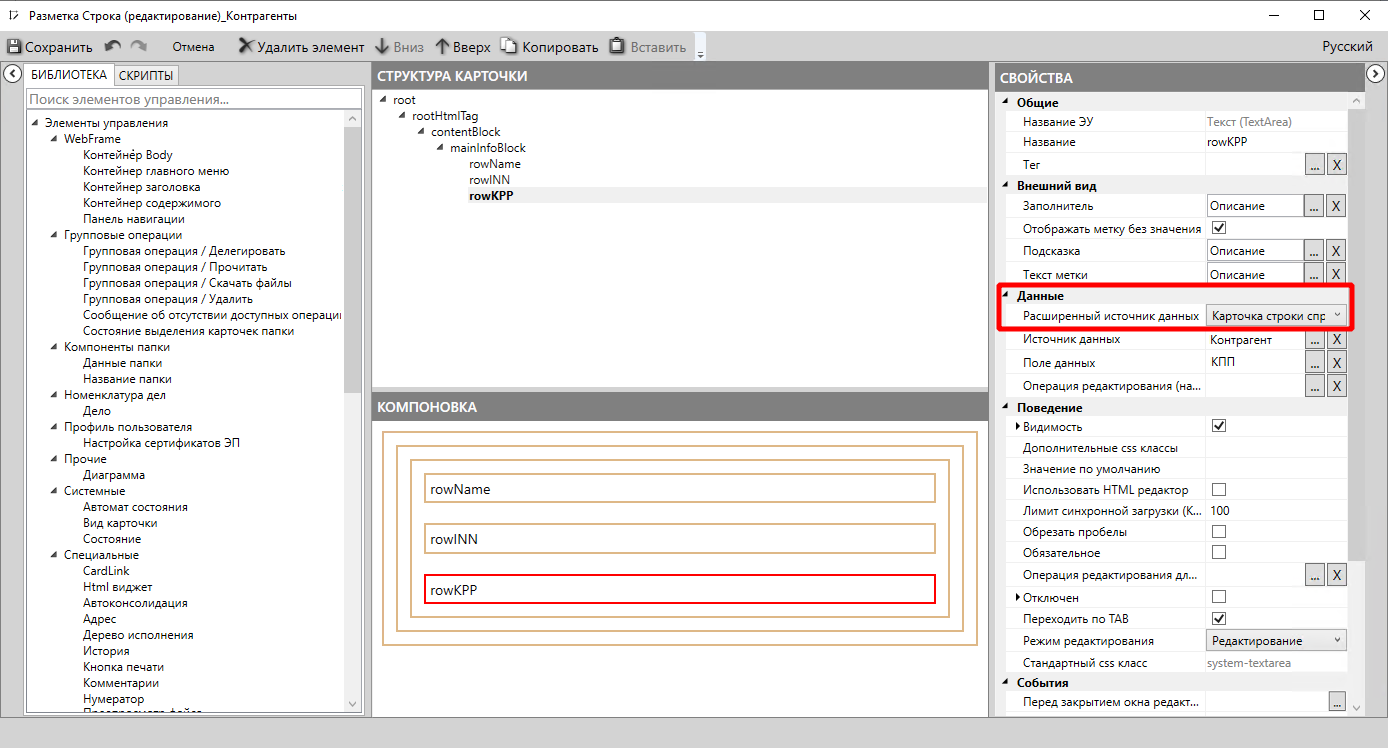 Разметка Строка (редактирование)_Контрагенты
Сохранить Отмена Удалить элемент Вниз Вверх Копировать Вставить Русский
БИБЛИОТЕКА СКРИПТЫ
Поиск элементов управления...
Элементы управления
WebFrame
Контейнер Body
Контейнер главного меню
Контейнер заголовка
Контейнер содержимого
Панель навигации
Групповые операции
Групповая операция / Делегировать
Групповая операция / Прочитать
Групповая операция / Скачать файлы
Групповая операция / Удалить
Сообщение об отсутствии доступных операци
Состояние выделения карточек папки
Компоненты папки
Данные папки
Название папки
Номенклатура дел
Дело
Профиль пользователя
Настройка сертификатов ЭП
Прочие
Диаграмма
Системные
Автомат состояния
Вид карточки
Состояние
Специальные
CardLink
Html виджет
Автоконсолидация
Адрес
Дерево исполнения
История
Кнопка печати
Комментарии
Нумератор
СТРУКТУРА КАРТОЧКИ
root
rootHtmlTag
contentBlock
mainInfoBlock
rowName
rowINN
rowKPP
КОМПОНОВКА
rowName
rowINN
rowKPP
СВОЙСТВА
Общие
Название ЭУ Текст (TextArea)
Название rowKPP
Тег ... X
Внешний вид
Заполнитель Описание ... X
Отображать метку без значения
Подсказка Описание ... X
Текст метки Описание ... X
Данные
Расширенный источник данных Карточка строки спр
Источник данных Контрагент ... X
Поле данных КПП ... X
Операция редактирования (на... ... X
Поведение
Видимость
Дополнительные css классы
Значение по умолчанию
Использовать HTML редактор
Лимит синхронной загрузки (К... 100
Обрезать пробелы
Обязательное
Операция редактирования дл... ... X
Отключен
Переходить по TAB
Режим редактирования Редактирование
Стандартный css класс system-textarea
События
Перед закрытием окна редакт... ...